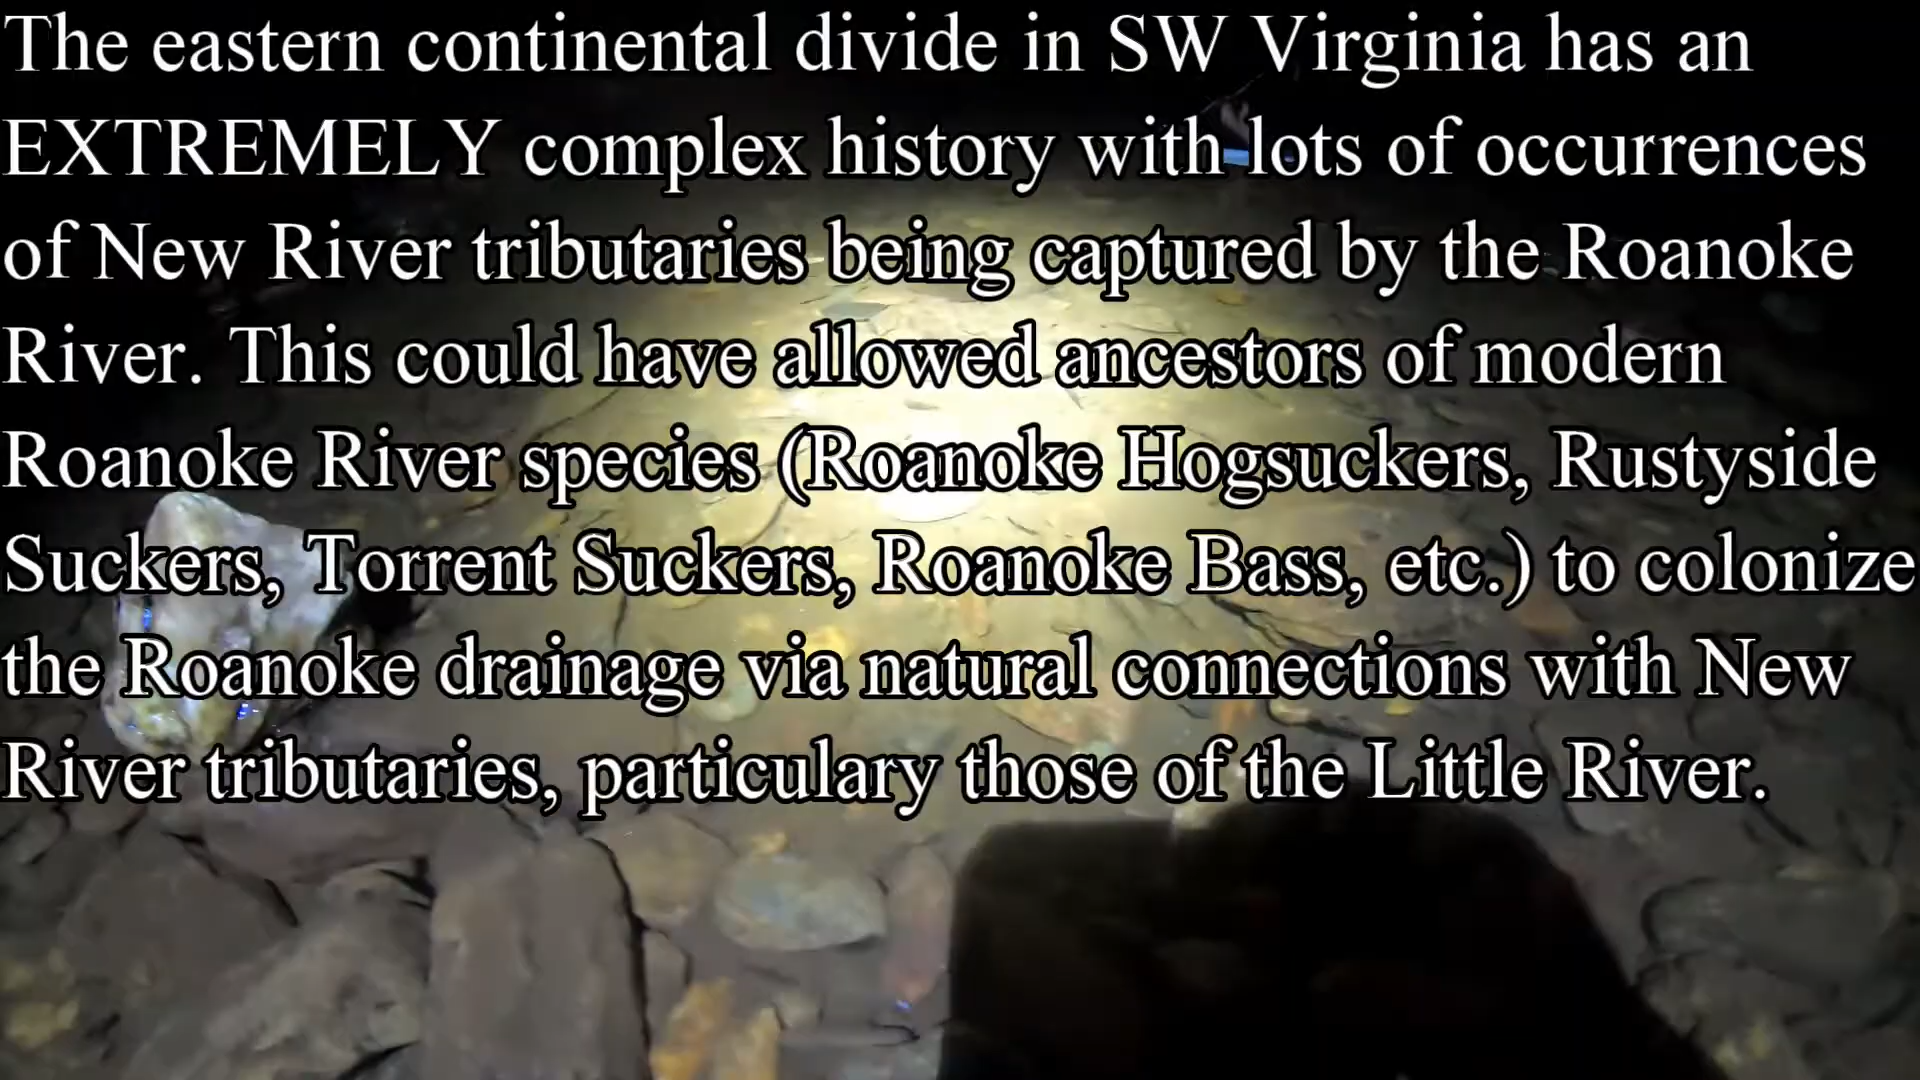 The eastern continental divide in SW Virginia has an
EXTREMELY complex history with lots of occurrences
of New River tributaries being captured by the Roanoke
River. This could have allowed ancestors of modern
Roanoke River species (Roanoke Hogsuckers, Rustyside
Suckers, Torrent Suckers, Roanoke Bass, etc.) to colonize
the Roanoke drainage via natural connections with New
River tributaries, particulary those of the Little River.